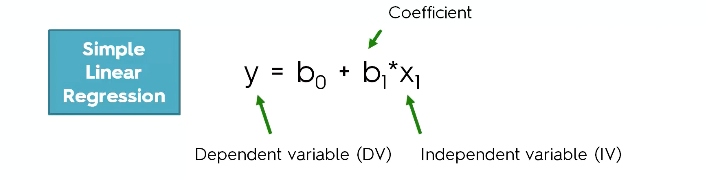 Coefficient
Simple
Linear
Regression
y = b₀ + b₁*x₁
Dependent variable (DV)
Independent variable (IV)